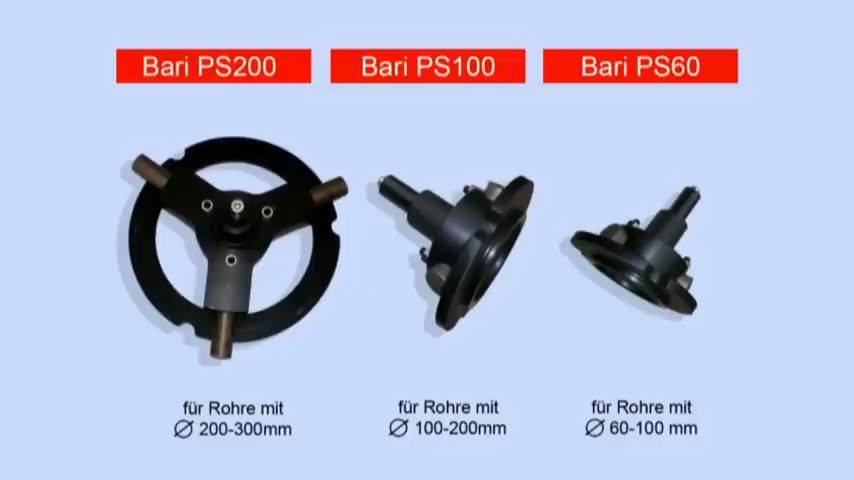 Bari PS200
Bari PS100
Bari PS60
für Rohre mit
∅ 200-300mm
für Rohre mit
∅ 100-200mm
für Rohre mit
∅ 60-100 mm